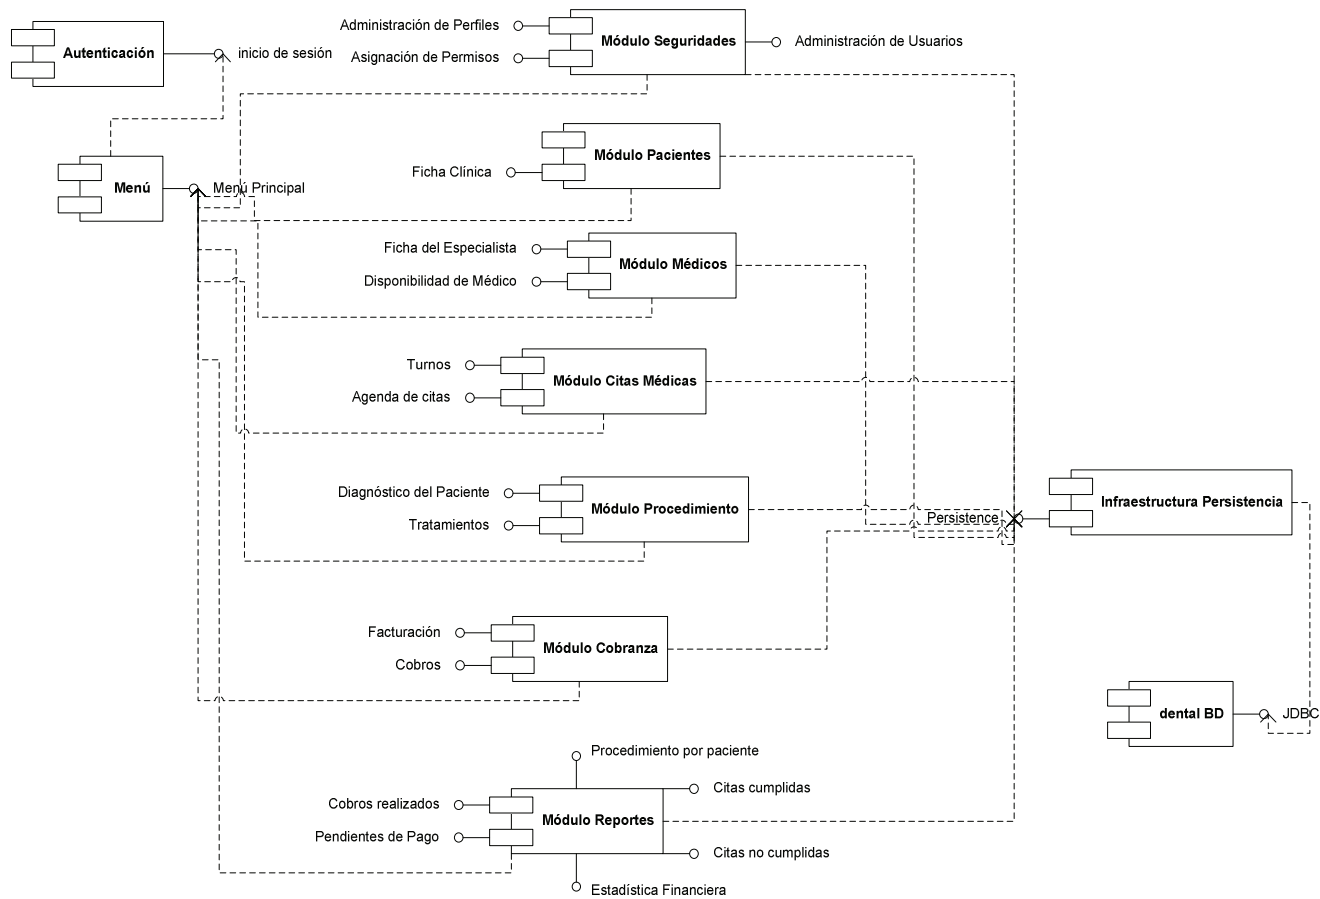 Administración de Perfiles
Autenticación
inicio de sesión
Módulo Seguridades
Administración de Usuarios
Asignación de Permisos
Módulo Pacientes
Ficha Clínica
Menú
Menú Principal
Ficha del Especialista
Módulo Médicos
Disponibilidad de Médico
Turnos
Módulo Citas Médicas
Agenda de citas
Diagnóstico del Paciente
Módulo Procedimiento
Tratamientos
Persistence
Infraestructura Persistencia
Facturación
Módulo Cobranza
Cobros
dental BD
JDBC
Procedimiento por paciente
Citas cumplidas
Cobros realizados
Módulo Reportes
Pendientes de Pago
Citas no cumplidas
Estadística Financiera